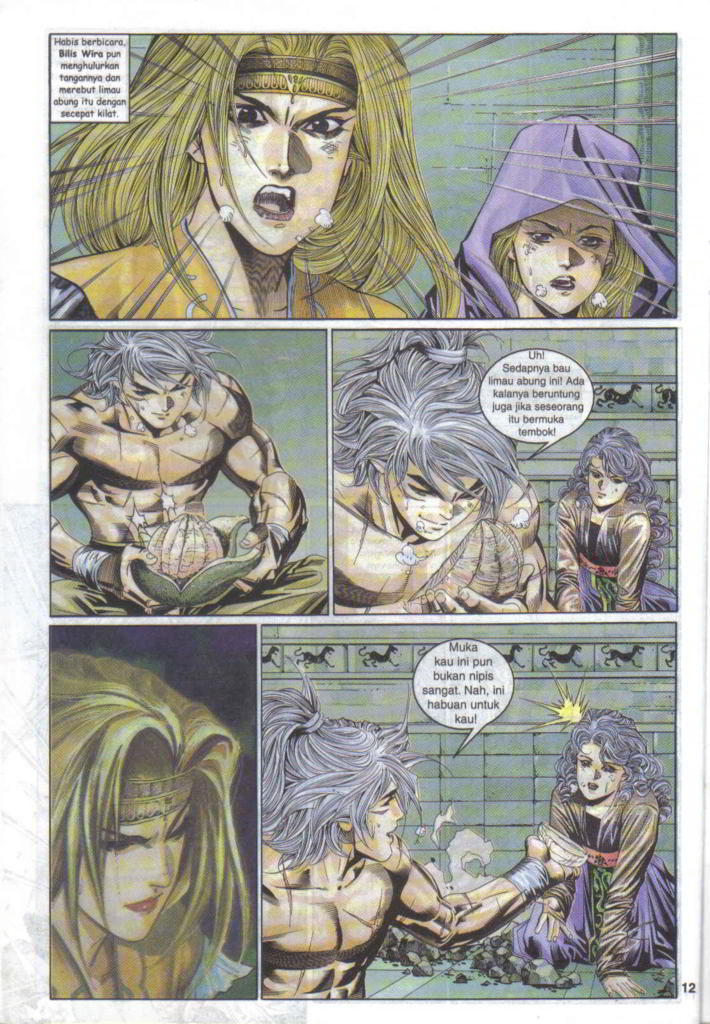 Habis berbicara,
Bilis Wira pun
menghulurkan
tangannya dan
merebut limau
abung itu dengan
secepat kilat.
Uh!
Sedapnya bau
limau abung ini! Ada
kalanya beruntung
juga jika seseorang
itu bermuka
tembok!
Muka
kau ini pun
bukan nipis
sangat. Nah, ini
habuan untuk
kau!
12